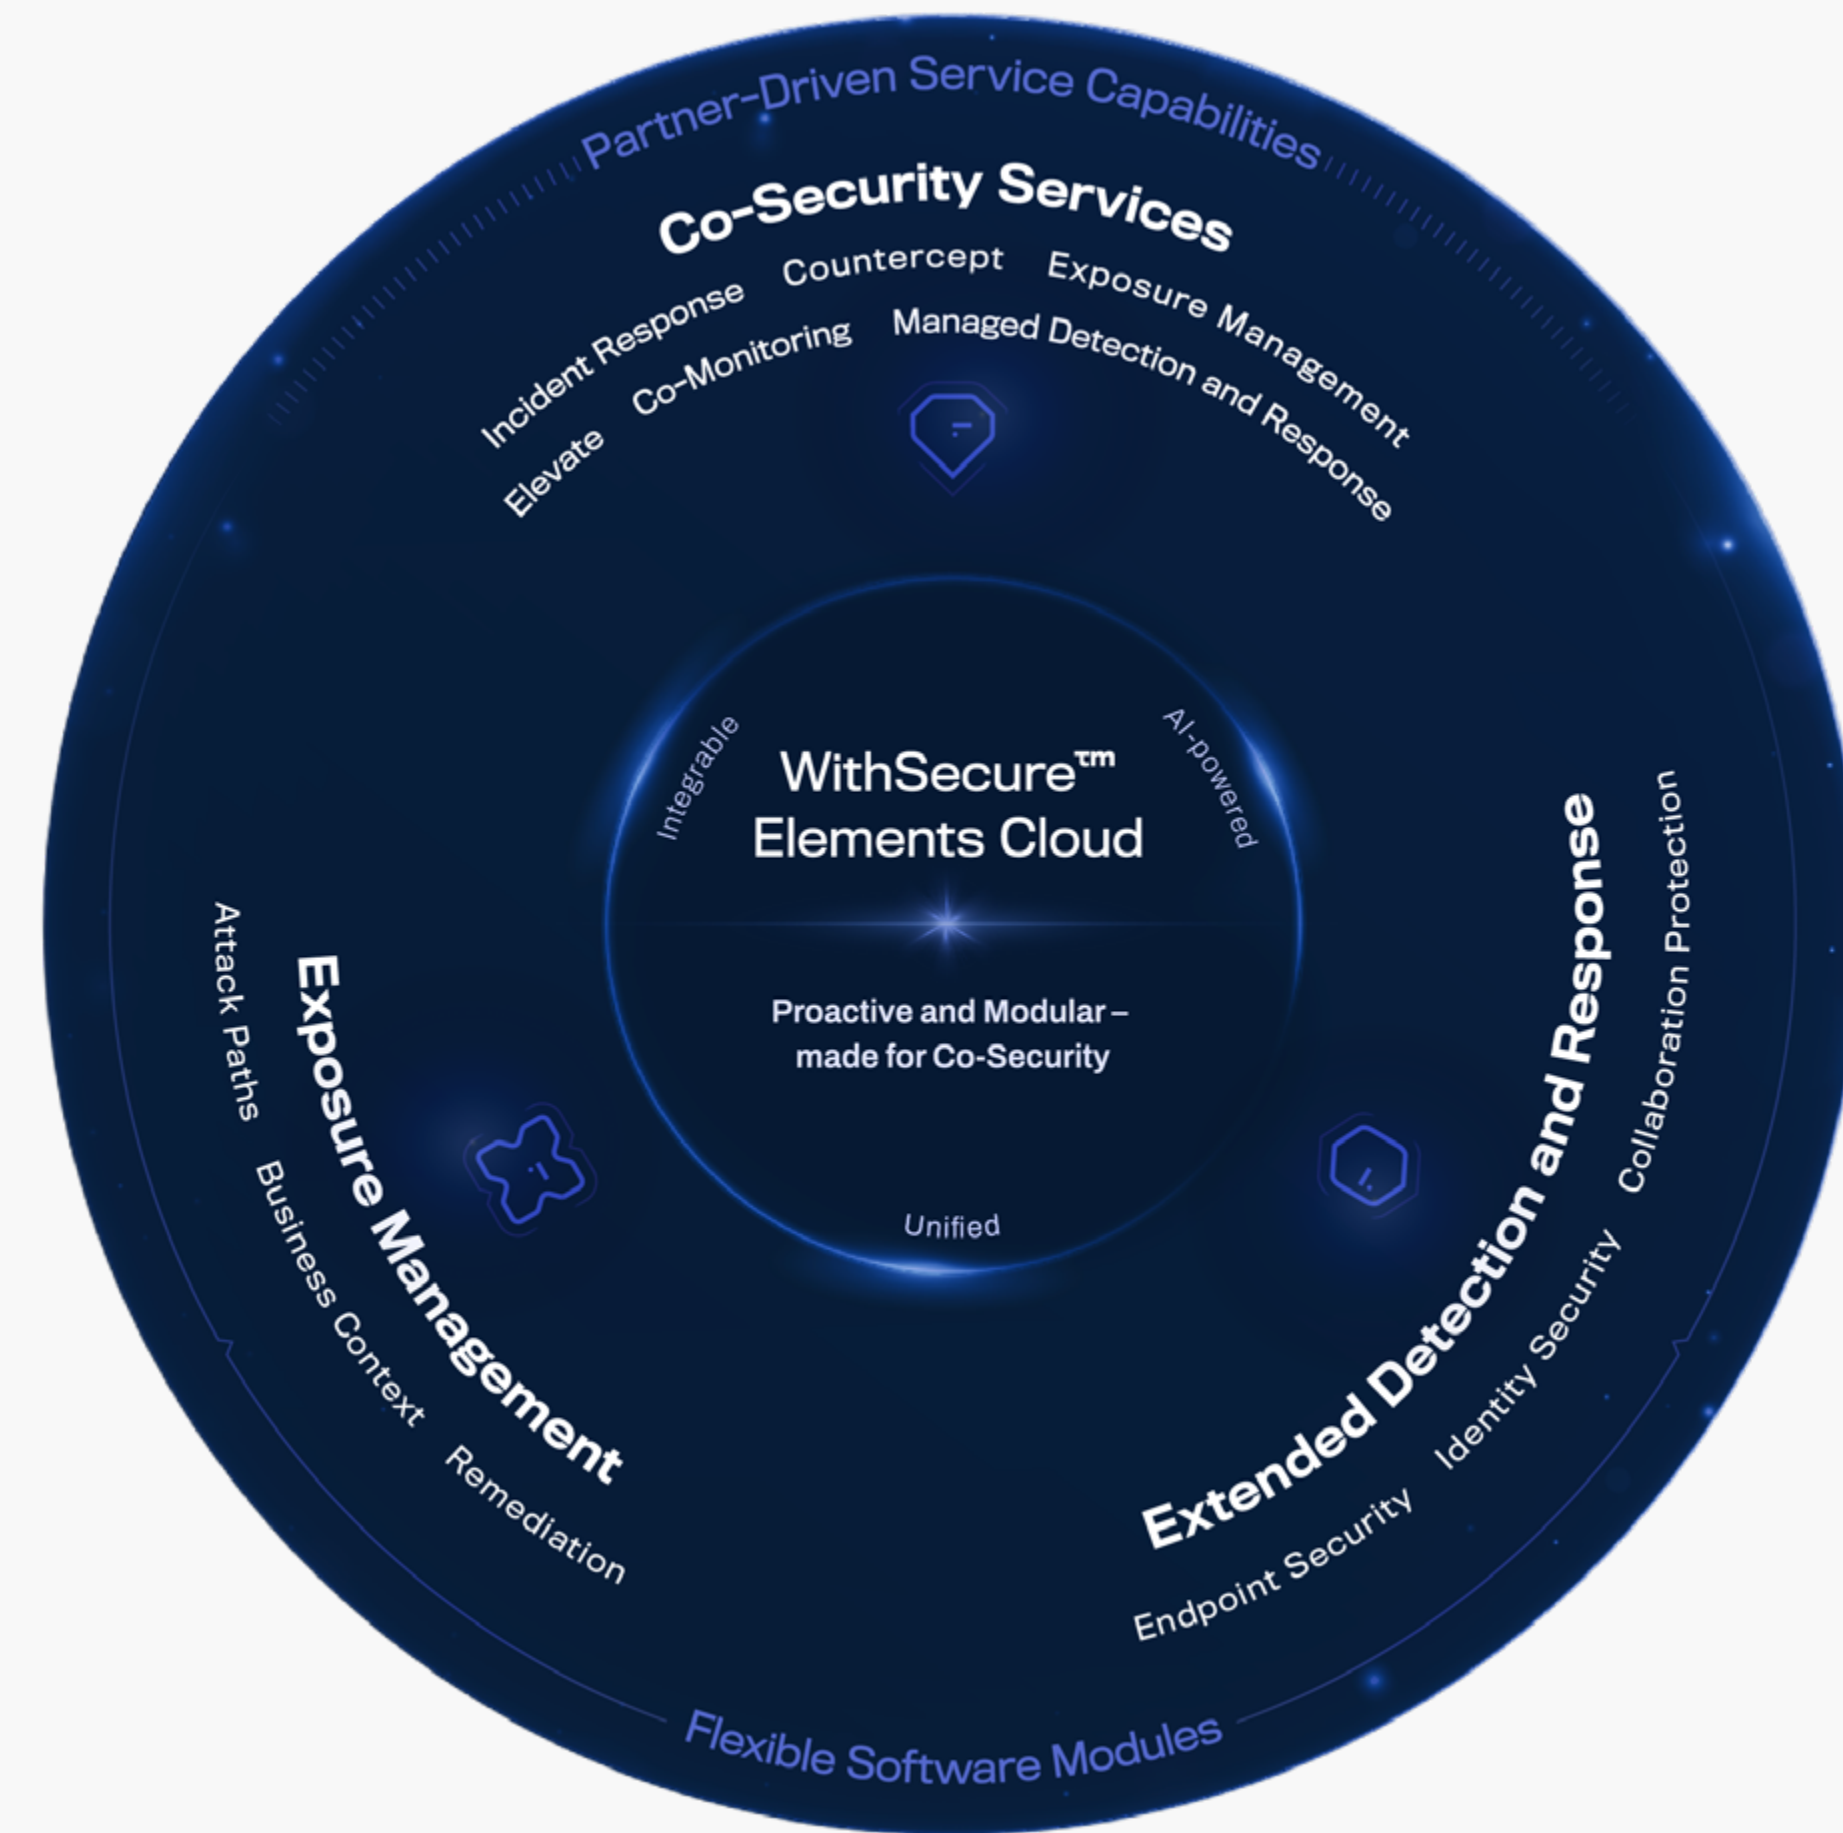 Partner-Driven Service Capabilities
Co-Security Services
Incident Response Countercept Exposure Management
Elevate Co-Monitoring Managed Detection and Response
Integrable
AI-powered
WithSecure™
Elements Cloud
Proactive and Modular –
made for Co-Security
Unified
Exposure Management
Attack Paths Business Context Remediation
Extended Detection and Response
Endpoint Security Identity Security Collaboration Protection
Flexible Software Modules